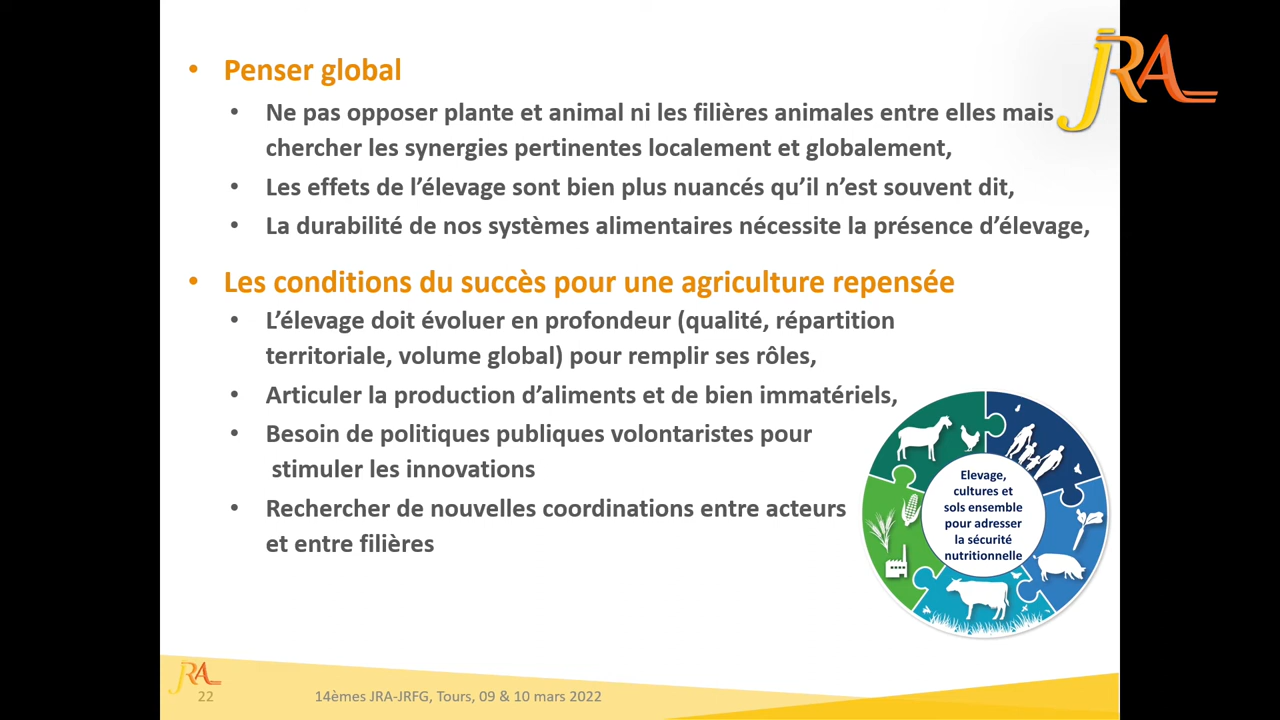 JRA
• Penser global
• Ne pas opposer plante et animal ni les filières animales entre elles mais
chercher les synergies pertinentes localement et globalement,
• Les effets de l’élevage sont bien plus nuancés qu’il n’est souvent dit,
• La durabilité de nos systèmes alimentaires nécessite la présence d’élevage,
• Les conditions du succès pour une agriculture repensée
• L’élevage doit évoluer en profondeur (qualité, répartition
territoriale, volume global) pour remplir ses rôles,
• Articuler la production d’aliments et de bien immatériels,
• Besoin de politiques publiques volontaristes pour
stimuler les innovations
• Rechercher de nouvelles coordinations entre acteurs
et entre filières
Elevage,
cultures et
sols ensemble
pour adresser
la sécurité
nutritionnelle
JRA
22
14èmes JRA-JRFG, Tours, 09 & 10 mars 2022